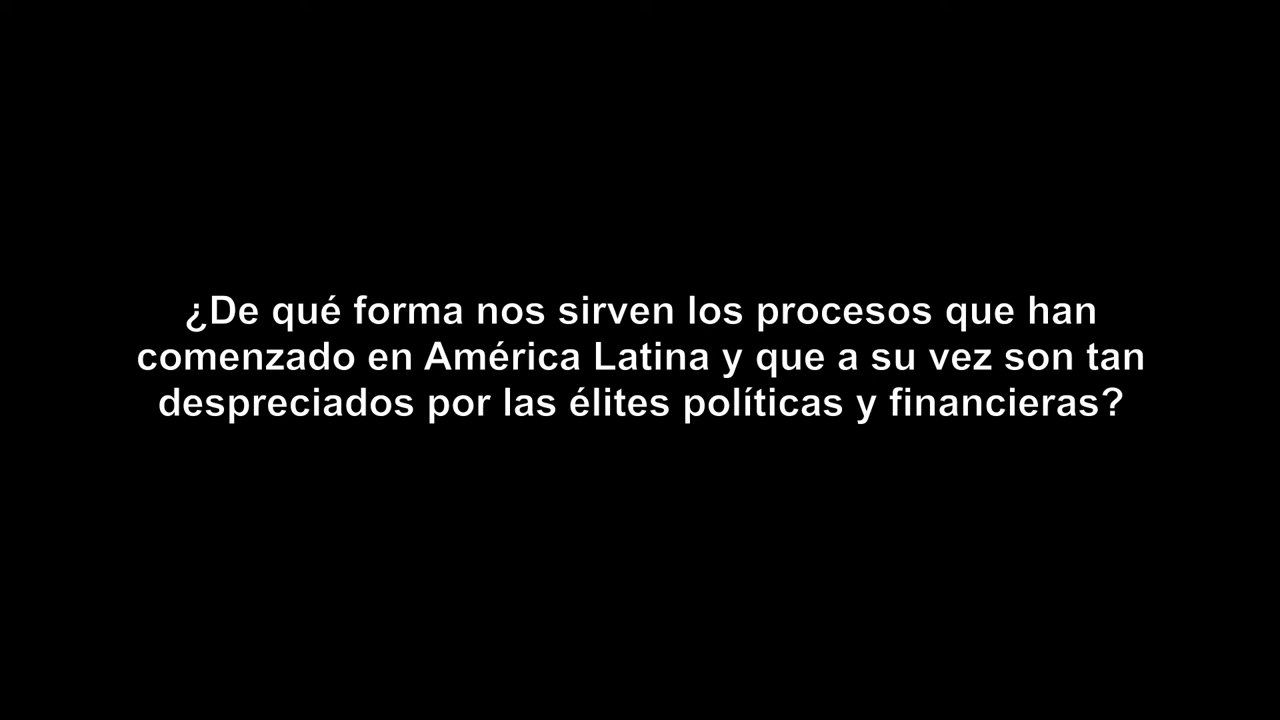 ¿De qué forma nos sirven los procesos que han
comenzado en América Latina y que a su vez son tan
despreciados por las élites políticas y financieras?